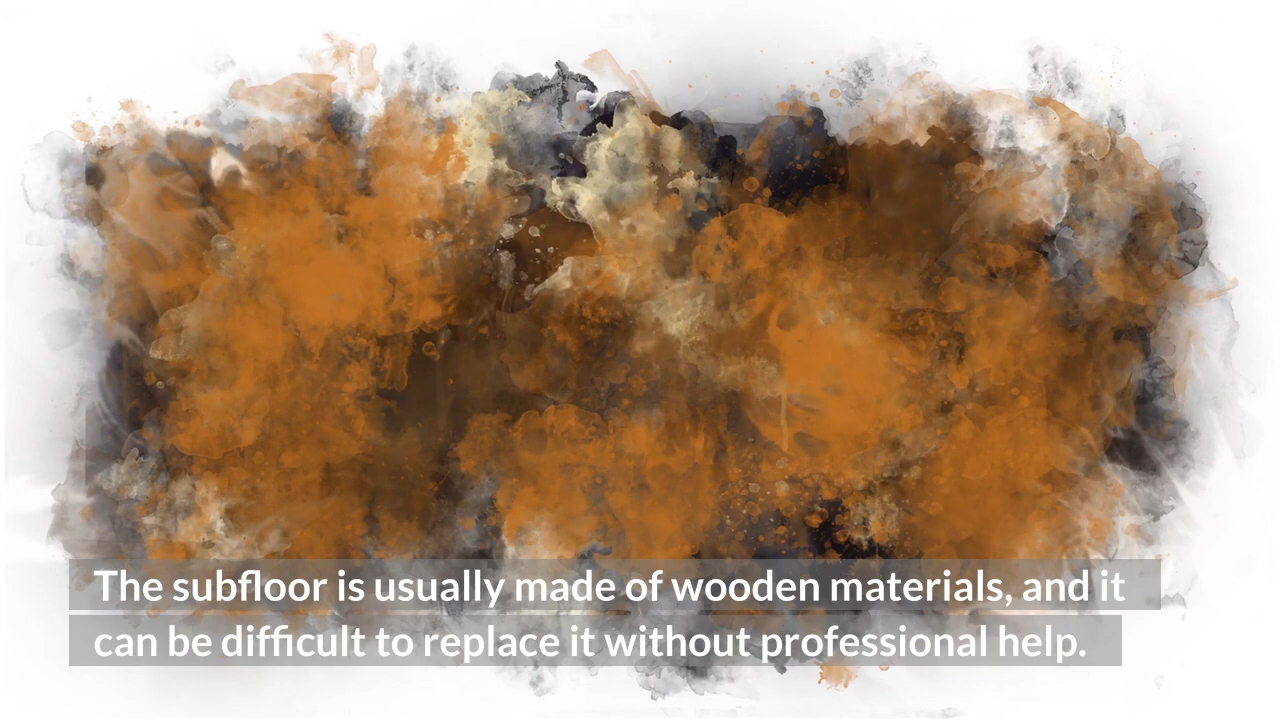 The subfloor is usually made of wooden materials, and it
can be difficult to replace it without professional help.